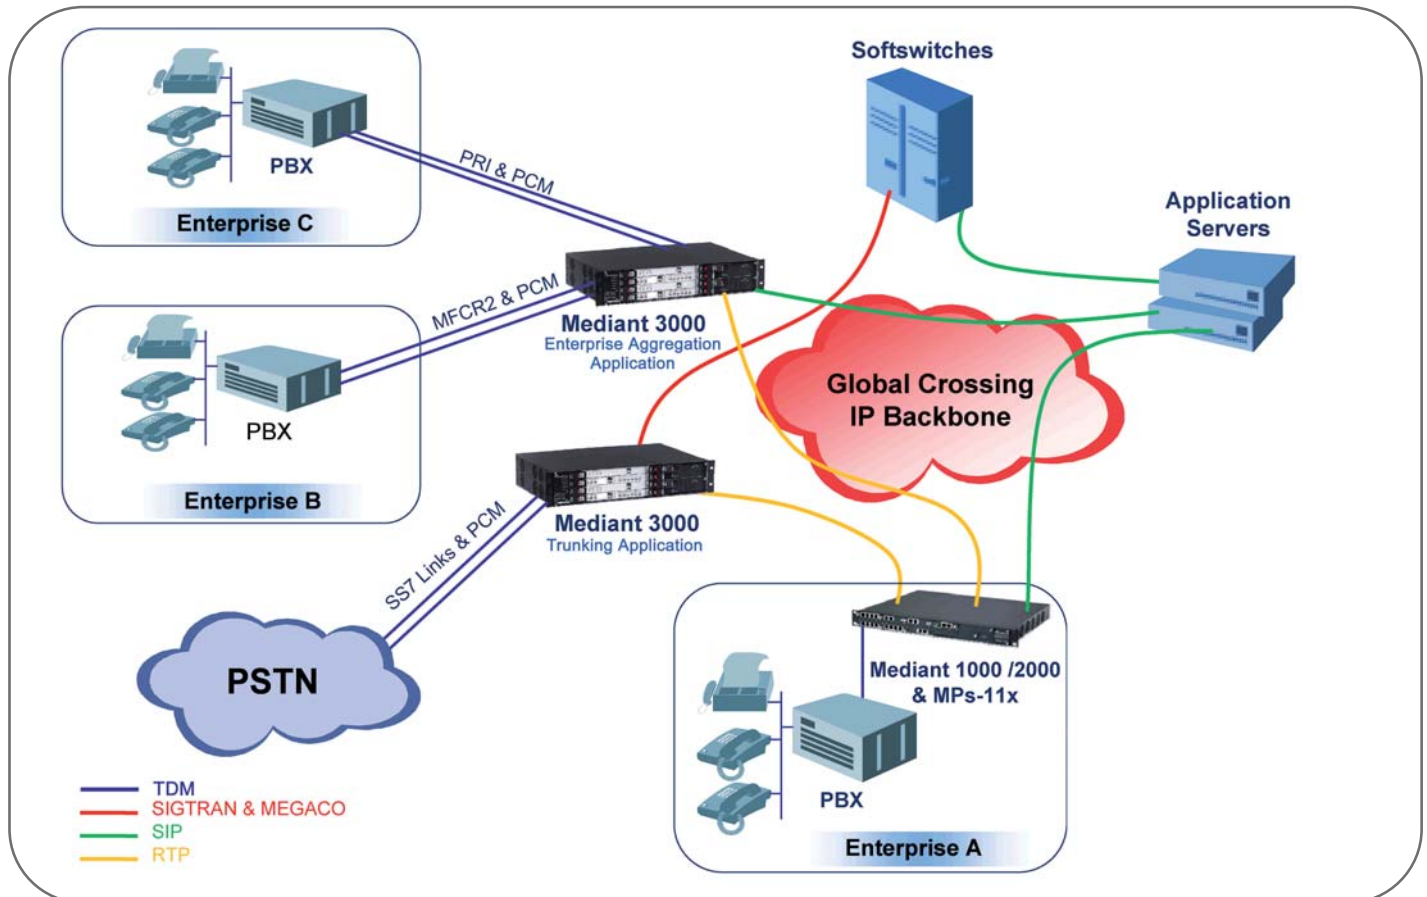 Softswitches
PRI & PCM
PBX
Enterprise C
Application
Servers
MFCR2 & PCM
Mediant 3000
Enterprise Aggregation
Application
Global Crossing
IP Backbone
PBX
Enterprise B
Mediant 3000
Trunking Application
SS7 Links & PCM
PSTN
Mediant 1000 /2000
& MPs-11x
PBX
Enterprise A
TDM
SIGTRAN & MEGACO
SIP
RTP